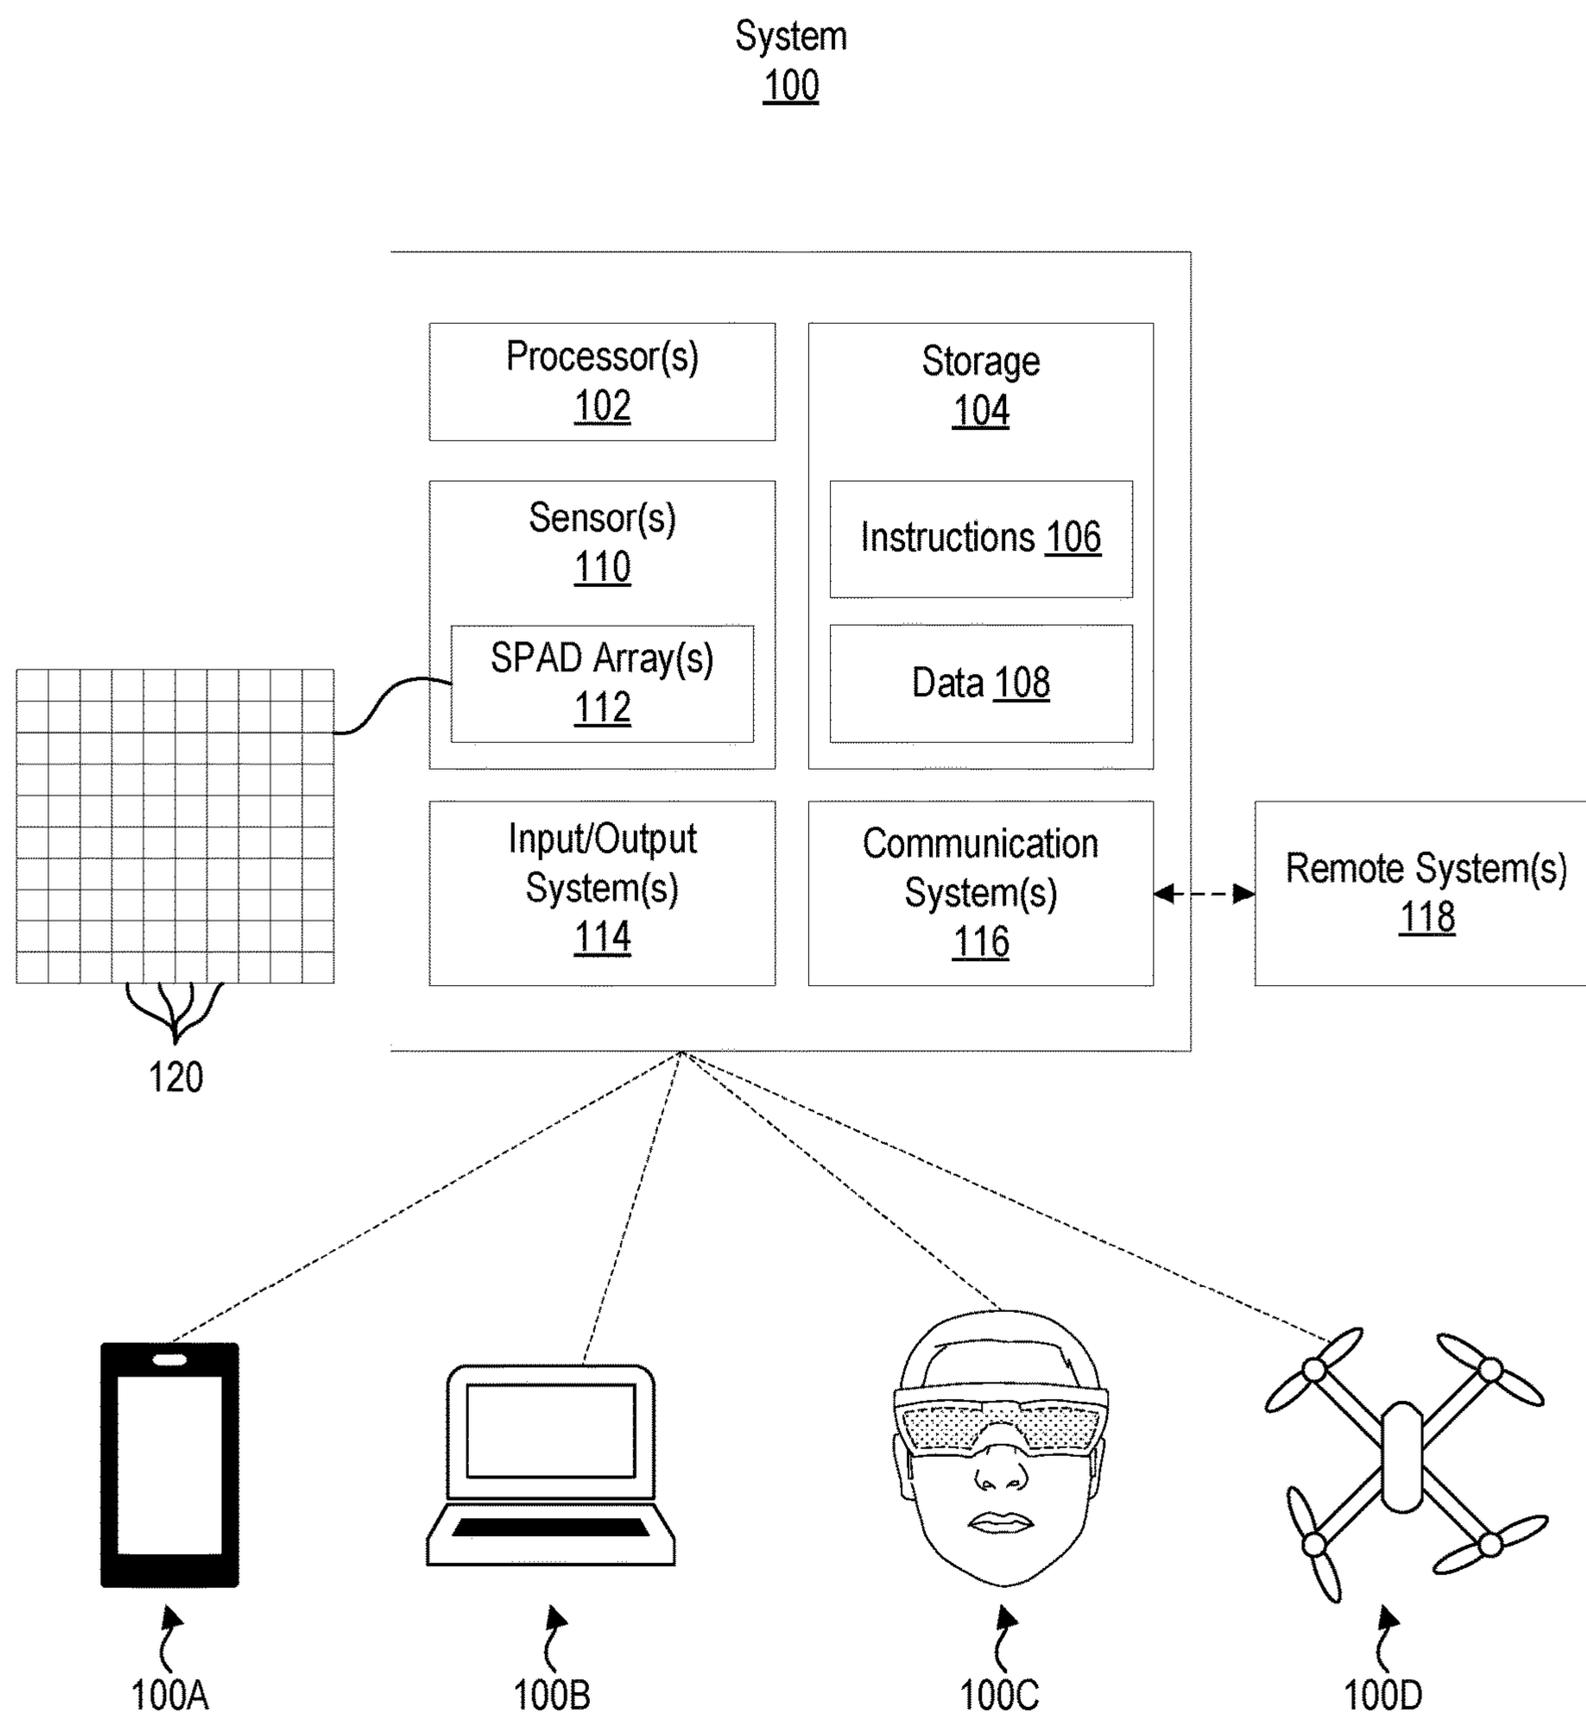 System
100
Processor(s)
102
Storage
104
Sensor(s)
110
Instructions 106
SPAD Array(s)
112
Data 108
Input/Output
System(s)
114
Communication
System(s)
116
Remote System(s)
118
120
100A
100B
100C
100D